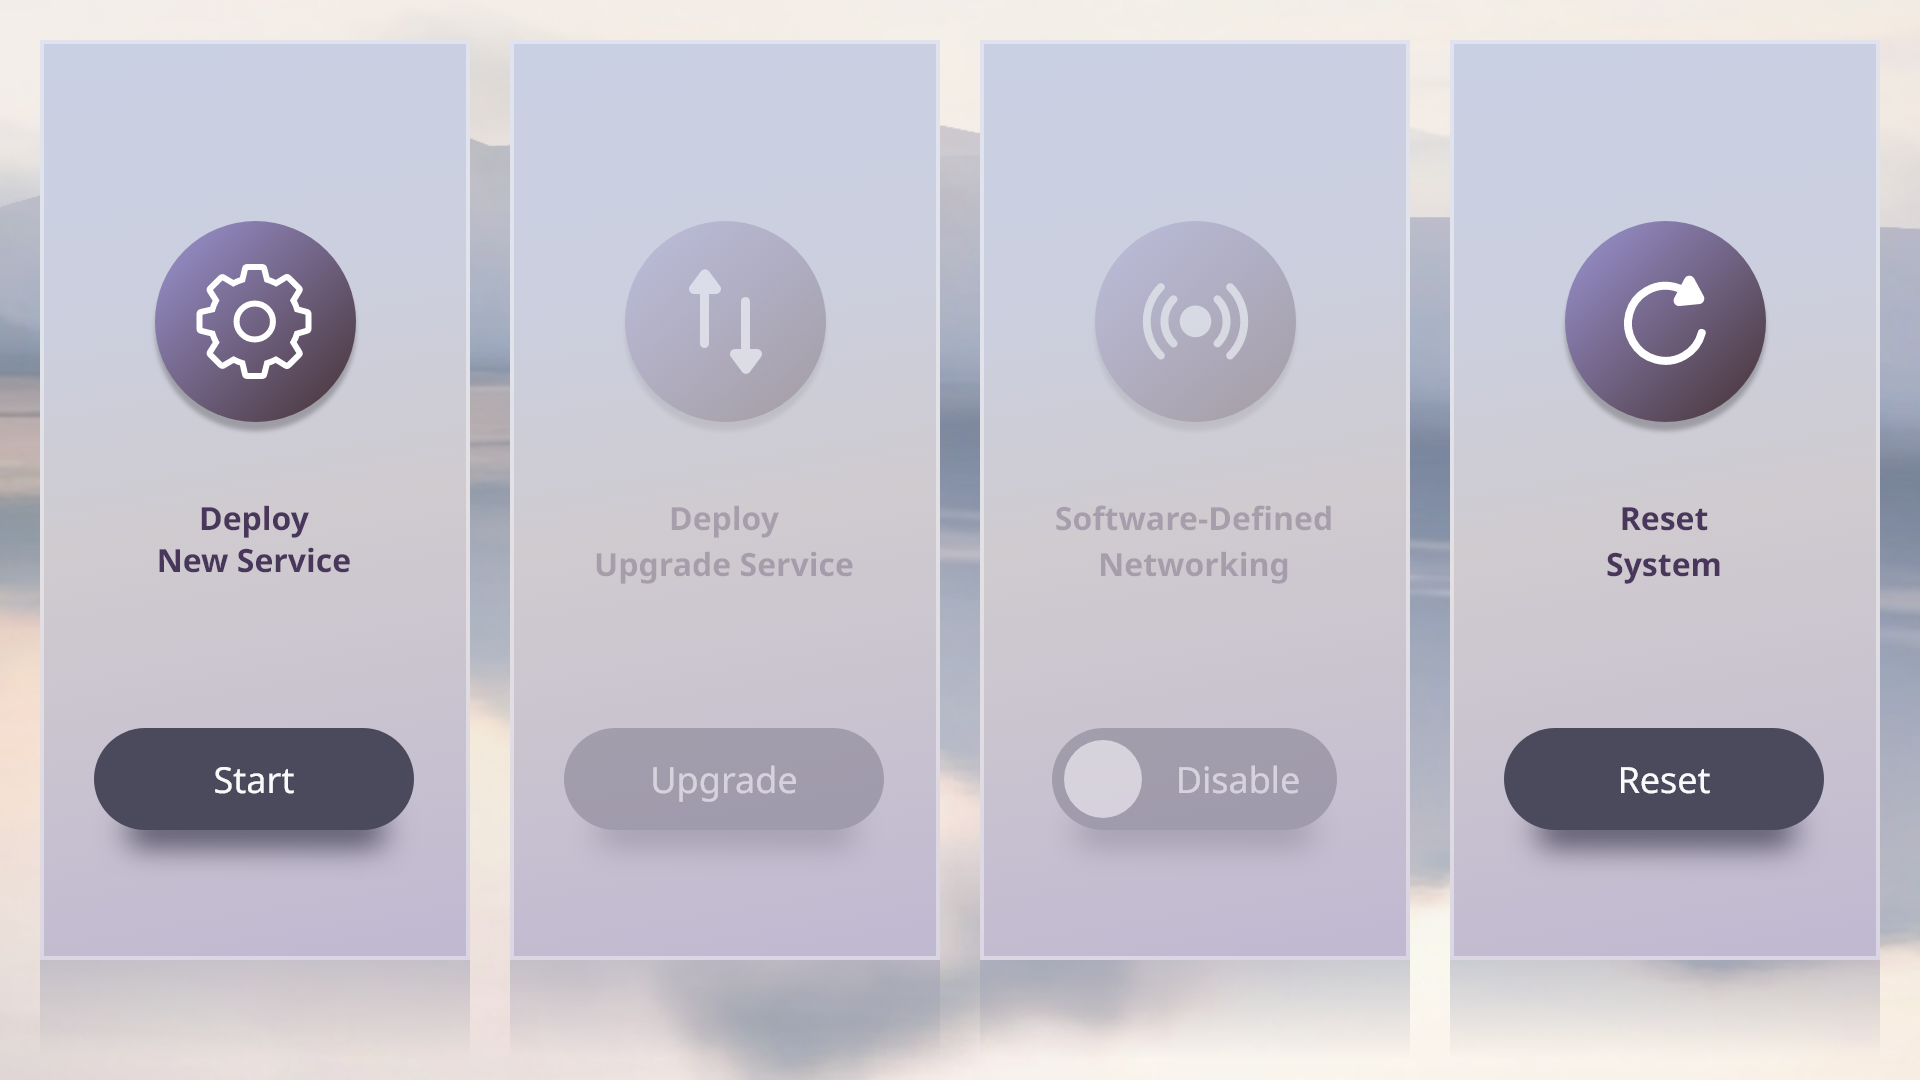 Deploy
New Service
Start
Deploy
Upgrade Service
Upgrade
Software-Defined
Networking
Disable
Reset
System
Reset